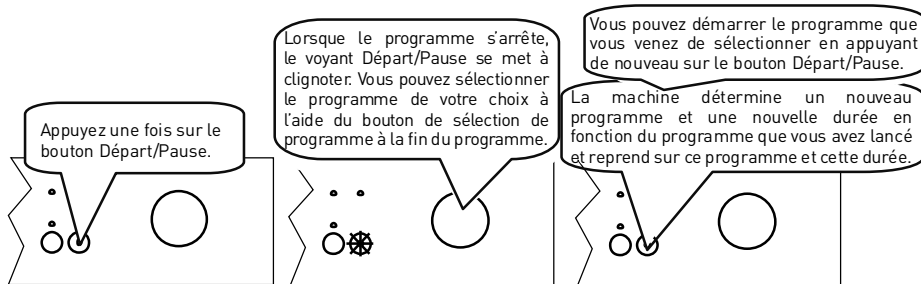 Appuyez une fois sur le
bouton Départ/Pause.
Lorsque le programme s'arrête,
le voyant Départ/Pause se met à
clignoter. Vous pouvez sélectionner
le programme de votre choix à
l'aide du bouton de sélection de
programme à la fin du programme.
Vous pouvez démarrer le programme que
vous venez de sélectionner en appuyant
de nouveau sur le bouton Départ/Pause.
La machine détermine un nouveau
programme et une nouvelle durée en
fonction du programme que vous avez lancé
et reprend sur ce programme et cette durée.